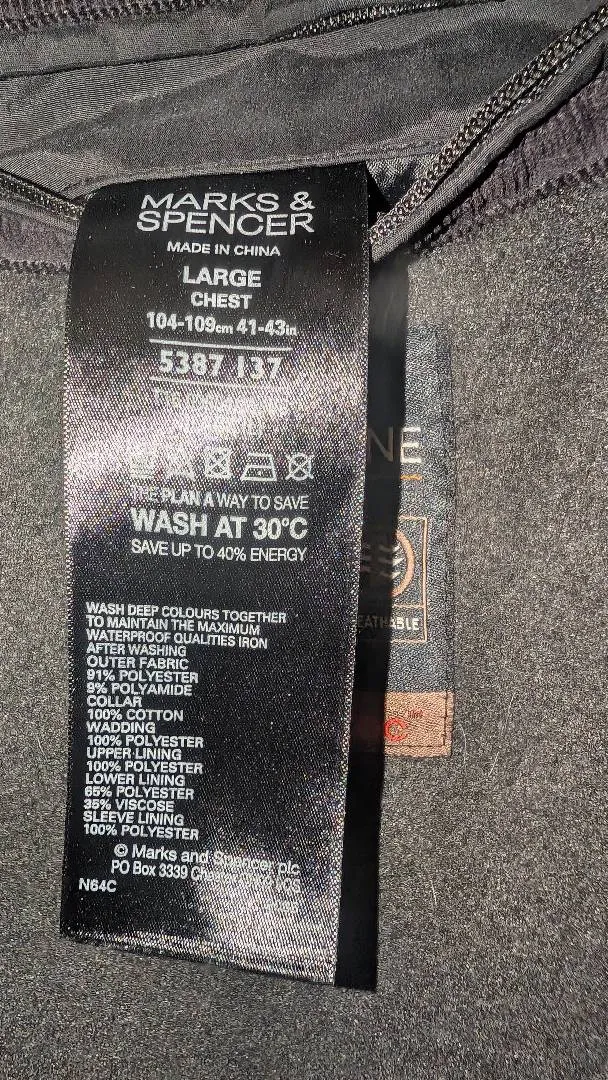 MARKS &
SPENCER
MADE IN CHINA
LARGE
CHEST
104-109cm 41-43in
5387 137
THE PLAN A WAY TO SAVE
WASH AT 30°C
SAVE UP TO 40% ENERGY
WASH DEEP COLOURS TOGETHER
TO MAINTAIN THE MAXIMUM
WATERPROOF QUALITIES IRON
AFTER WASHING
OUTER FABRIC
91% POLYESTER
9% POLYAMIDE
COLLAR
100% COTTON
WADDING
100% POLYESTER
UPPER LINING
100% POLYESTER
LOWER LINING
65% POLYESTER
35% VISCOSE
SLEEVE LINING
100% POLYESTER
© Marks and Spencer plc
PO Box 3339
N64C
NE
EATHABLE